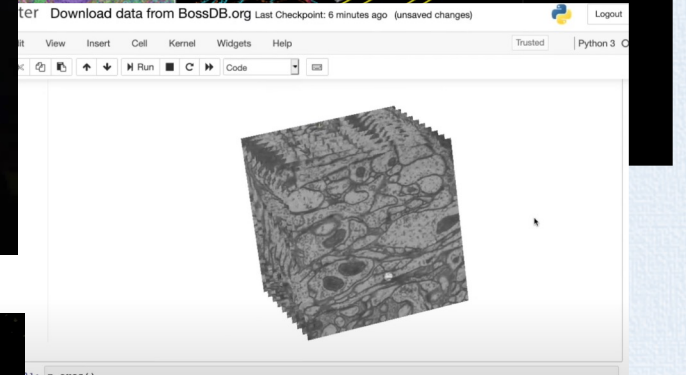 ter Download data from BossDB.org Last Checkpoint: 6 minutes ago (unsaved changes)
Logout
lit View Insert Cell Kernel Widgets Help
Trusted
Python 3 O
Run
Code